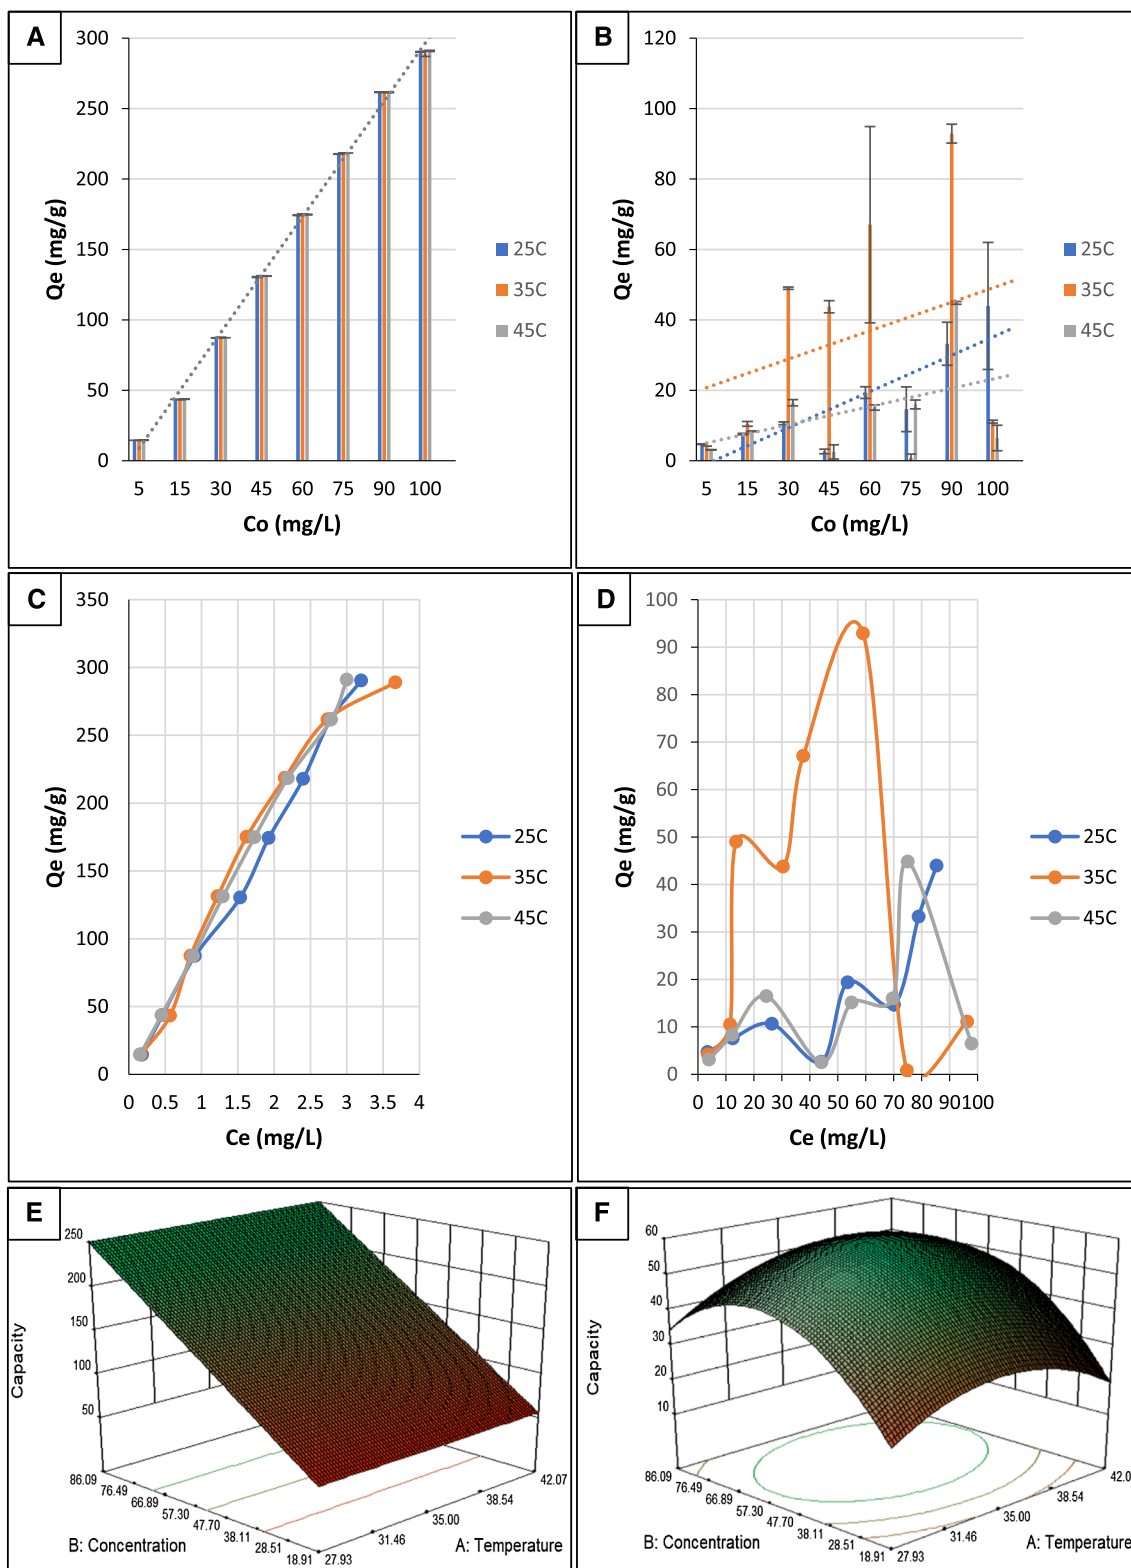 A
300
250
200
150
100
50
0
Qe (mg/g)
5 15 30 45 60 75 90 100
Co (mg/L)
25C
35C
45C
B
120
100
80
60
40
20
0
Qe (mg/g)
5 15 30 45 60 75 90 100
Co (mg/L)
25C
35C
45C
C
350
300
250
200
150
100
50
0
Qe (mg/g)
0 0.5 1 1.5 2 2.5 3 3.5 4
Ce (mg/L)
25C
35C
45C
D
100
90
80
70
60
50
40
30
20
10
0
Qe (mg/g)
0 10 20 30 40 50 60 70 80 90 100
Ce (mg/L)
25C
35C
45C
E
250
200
150
100
50
Capacity
86.09
76.49
66.89
57.30
47.70
38.11
28.51
18.91
27.93
31.46
35.00
38.54
42.07
B: Concentration
A: Temperature
F
60
50
40
30
20
10
Capacity
86.09
76.49
66.89
57.30
47.70
38.11
28.51
18.91
27.93
31.46
35.00
38.54
42.0
B: Concentration
A: Temperature